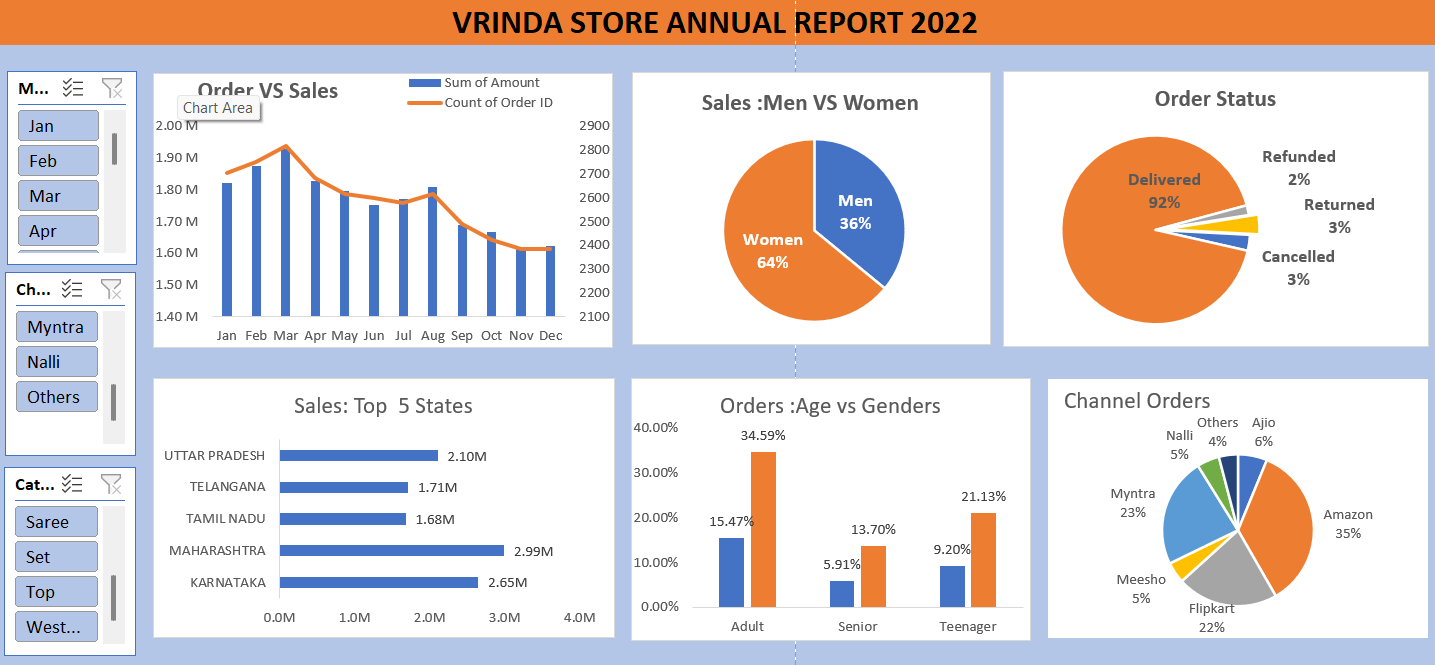 VRINDA STORE ANNUAL REPORT 2022
M...
Jan
Feb
Mar
Apr
Ch...
Myntra
Nalli
Others
Cat...
Saree
Set
Top
West...
Order VS Sales
Chart Area
Sum of Amount
Count of Order ID
2.00 M
1.90 M
1.80 M
1.70 M
1.60 M
1.50 M
1.40 M
2900
2800
2700
2600
2500
2400
2300
2200
2100
Jan Feb Mar Apr May Jun Jul Aug Sep Oct Nov Dec
Sales :Men VS Women
Men
36%
Women
64%
Order Status
Delivered
92%
Refunded
2%
Returned
3%
Cancelled
3%
Sales: Top 5 States
UTTAR PRADESH 2.10M
TELANGANA 1.71M
TAMIL NADU 1.68M
MAHARASHTRA 2.99M
KARNATAKA 2.65M
0.0M 1.0M 2.0M 3.0M 4.0M
Orders :Age vs Genders
40.00%
30.00%
20.00%
10.00%
0.00%
15.47%
34.59%
5.91%
13.70%
9.20%
21.13%
Adult Senior Teenager
Channel Orders
Others
4%
Ajio
6%
Nalli
5%
Myntra
23%
Amazon
35%
Meesho
5%
Flipkart
22%